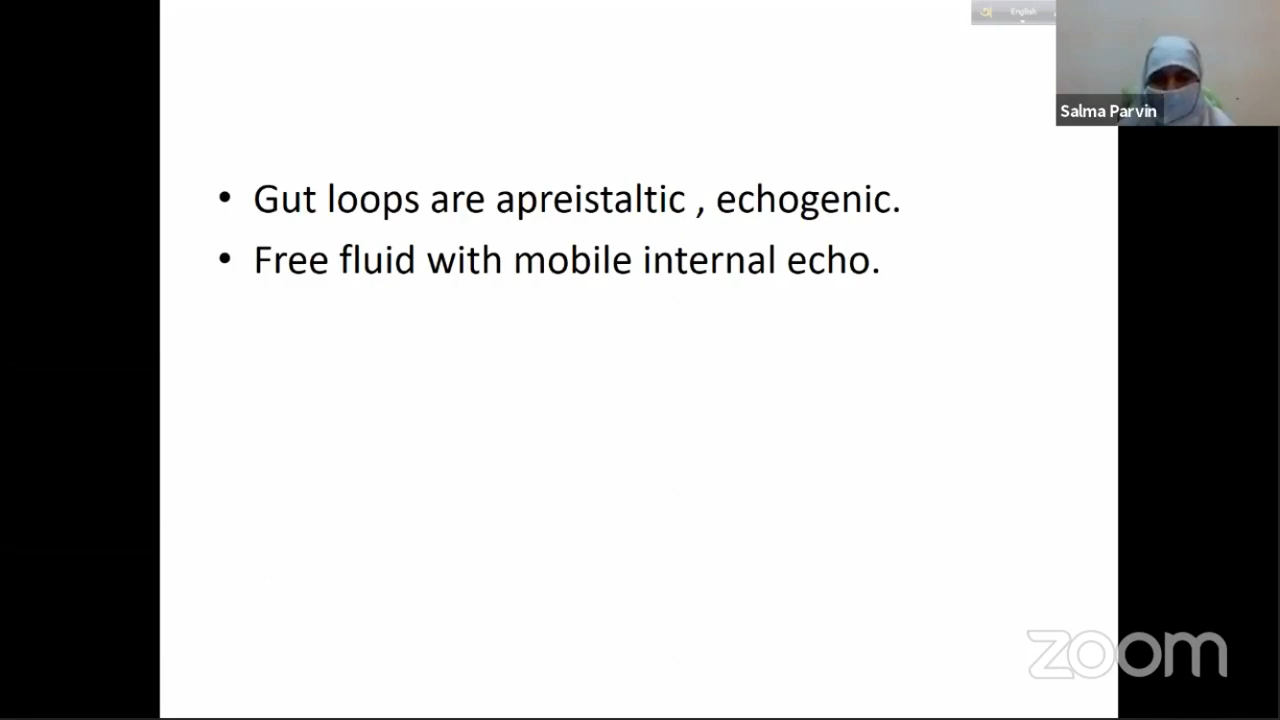 English
Salma Parvin
• Gut loops are apreistaltic , echogenic.
• Free fluid with mobile internal echo.
zoom